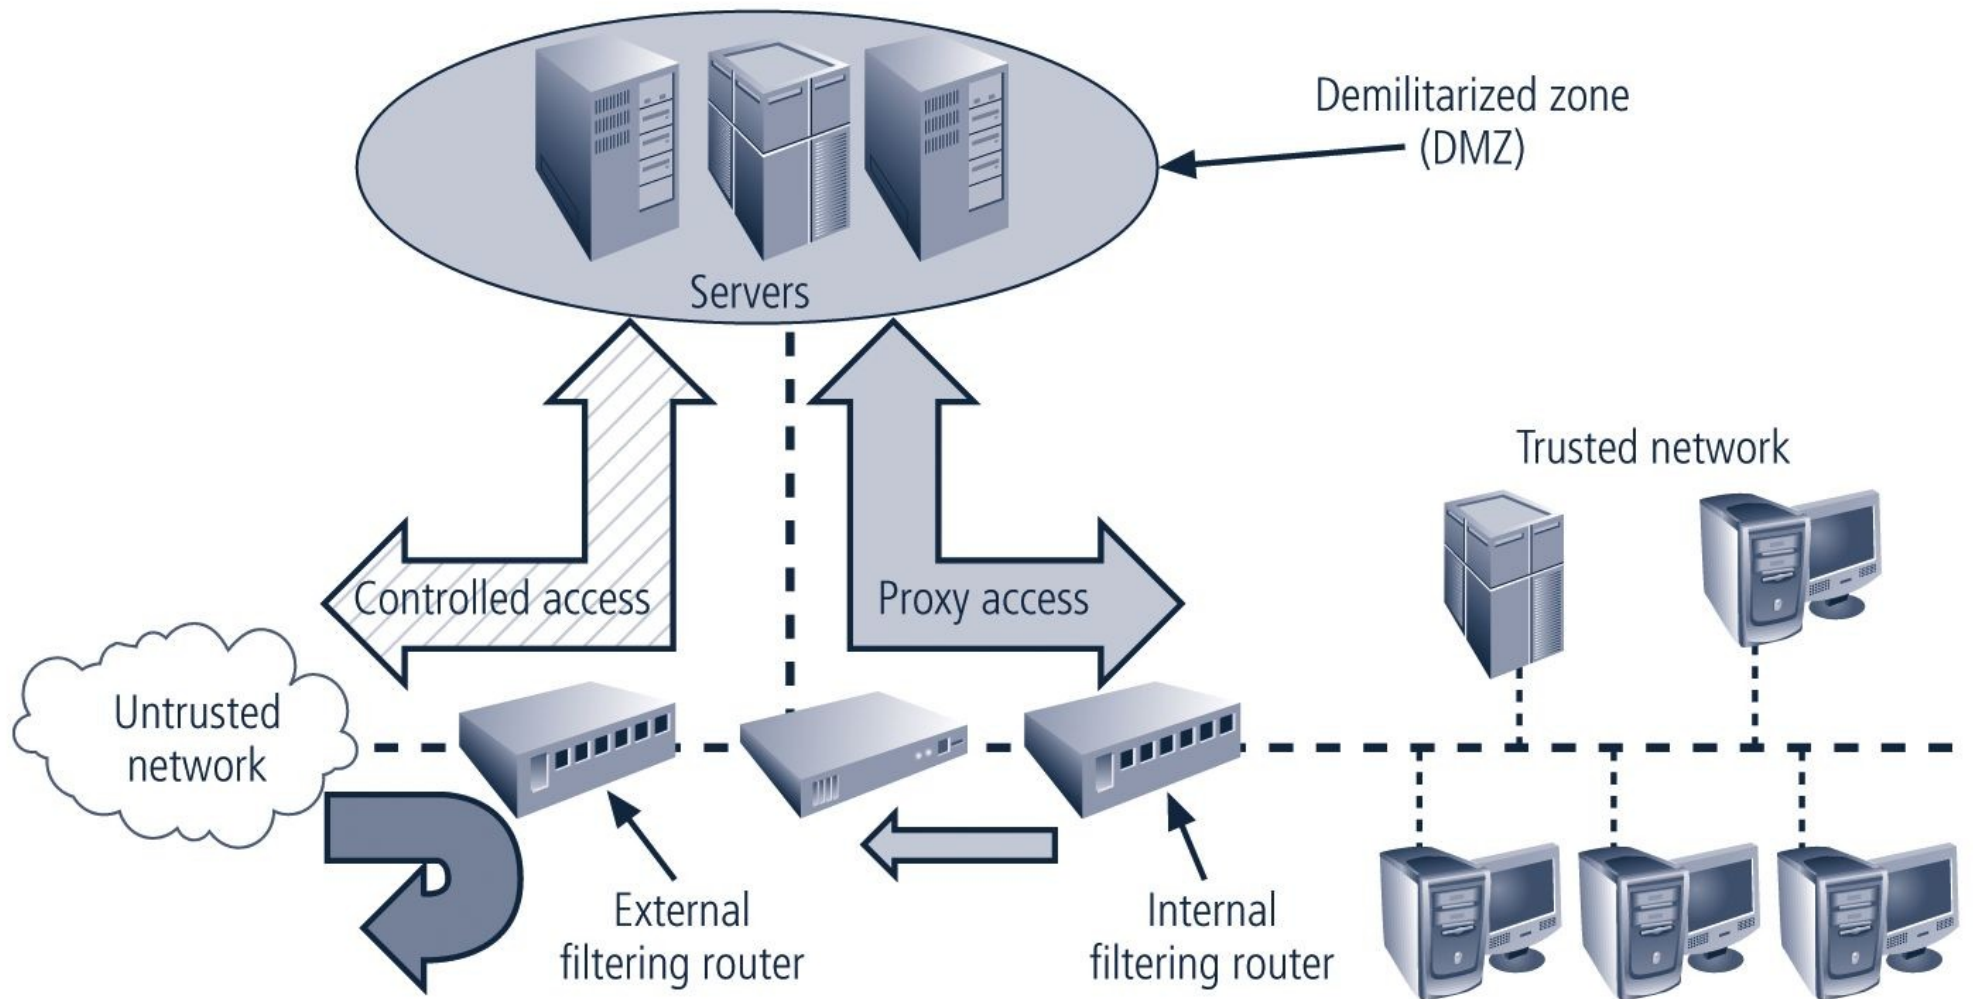 Demilitarized zone
(DMZ)
Servers
Trusted network
Controlled access
Proxy access
Untrusted
network
External
filtering router
Internal
filtering router